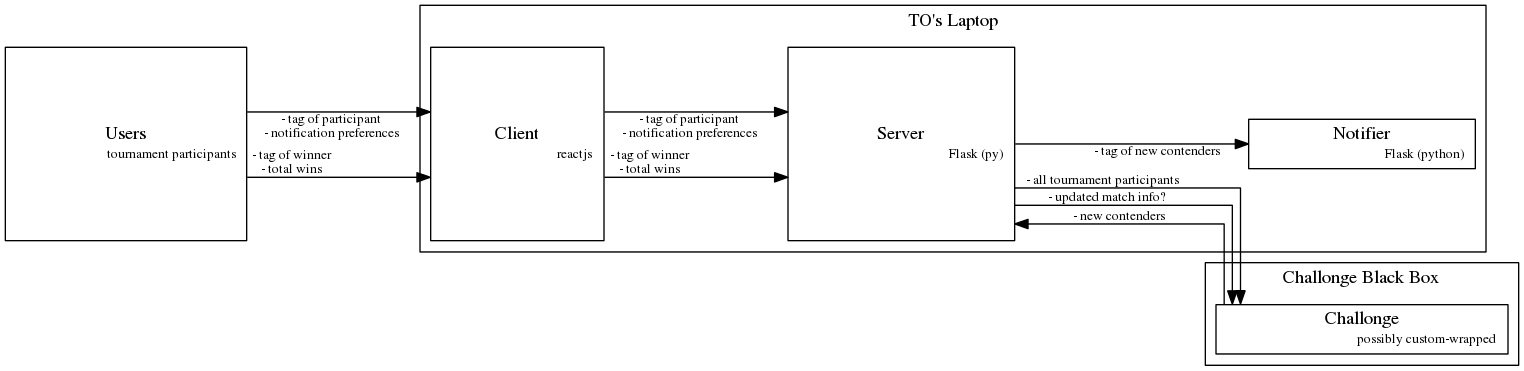 TO's Laptop
Users
tournament participants
- tag of participant
- notification preferences
- tag of winner
- total wins
Client
reactjs
- tag of participant
- notification preferences
- tag of winner
- total wins
Server
Flask (py)
- tag of new contenders
- all tournament participants
- updated match info?
- new contenders
Notifier
Flask (python)
Challonge Black Box
Challonge
possibly custom-wrapped